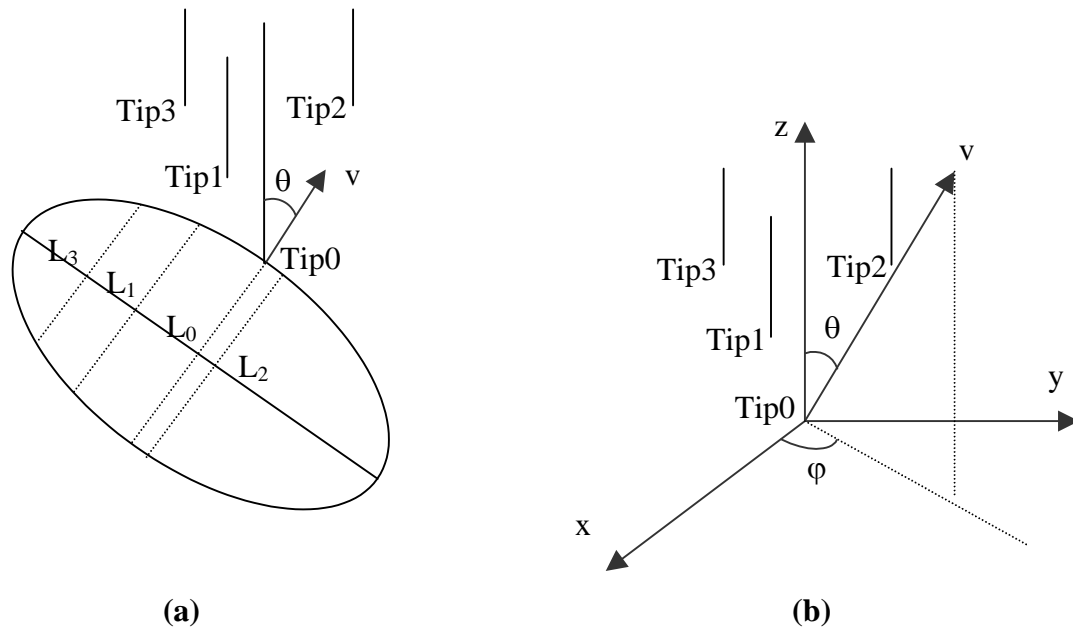 Tip3
Tip2
Tip1
θ
v
Tip0
L₃
L₁
L₀
L₂
(a)
z
v
Tip3
Tip2
θ
Tip1
y
Tip0
φ
x
(b)